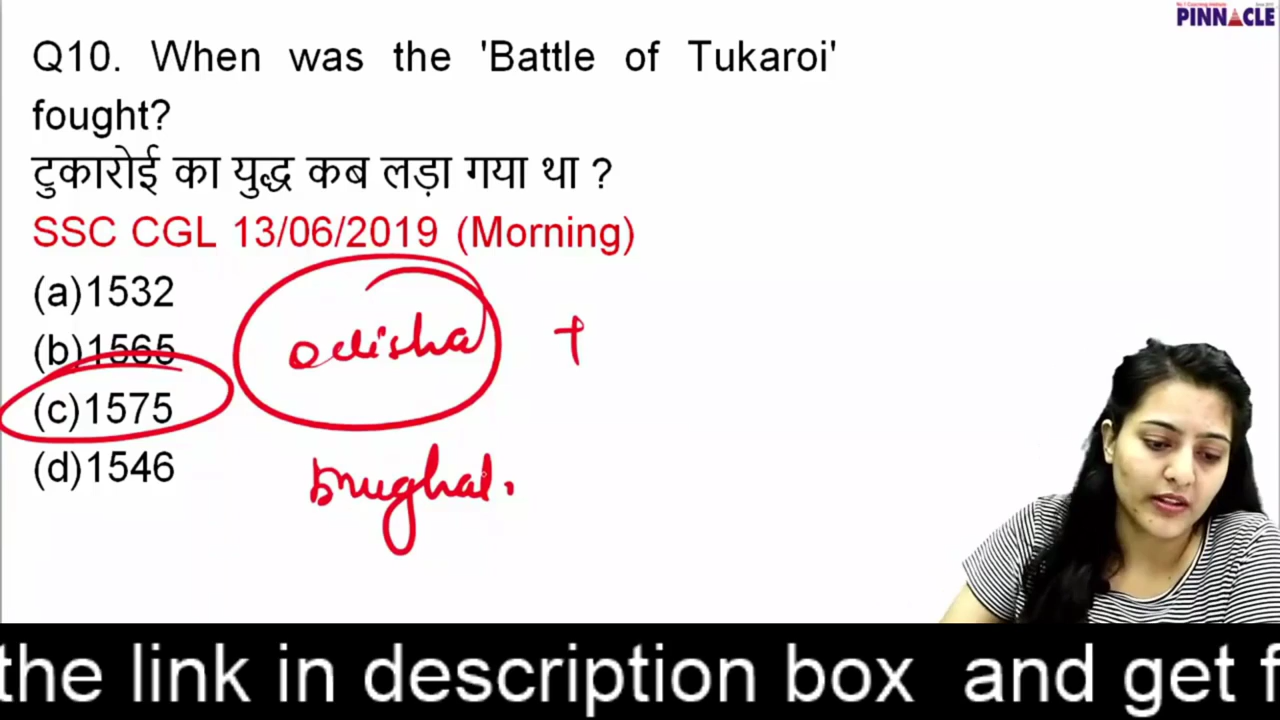 PINNACLE
Q10. When was the 'Battle of Tukaroi'
fought?
टुकारोई का युद्ध कब लड़ा गया था ?
SSC CGL 13/06/2019 (Morning)
(a)1532
(b)1565
(c)1575
(d)1546
odisha
mughal.
the link in description box and get f